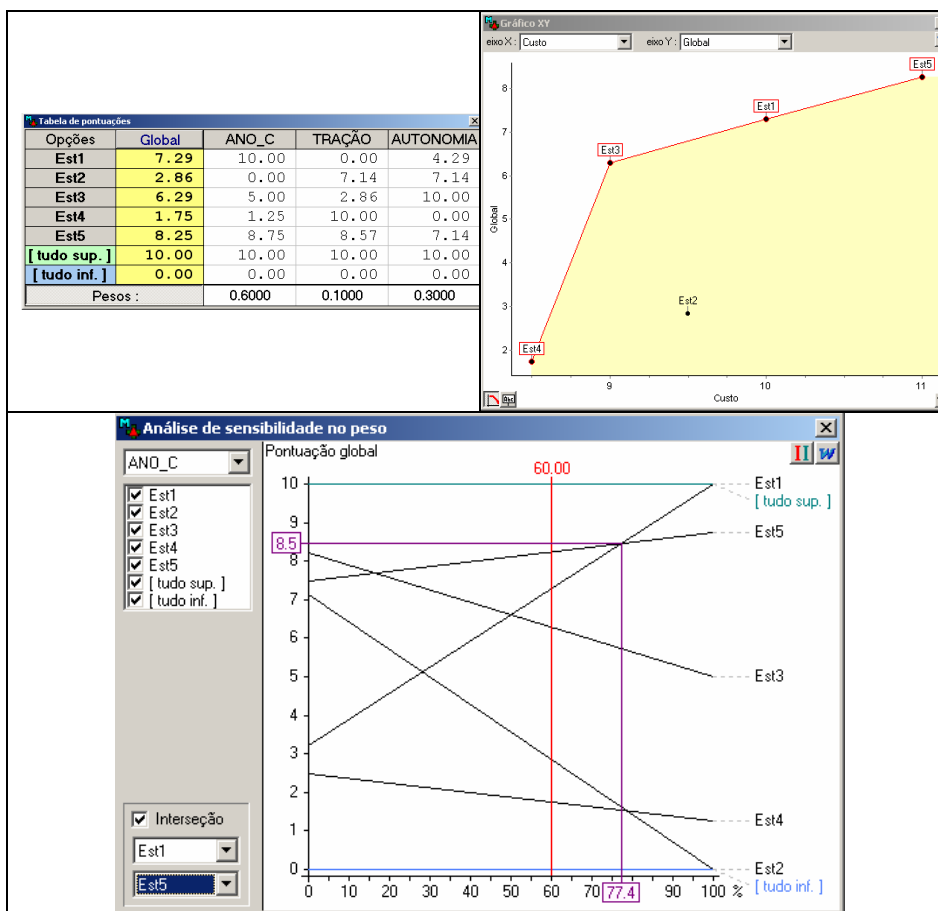 Tabela de pontuações
Opções Global ANO_C TRAÇÃO AUTONOMIA
Est1 7.29 10.00 0.00 4.29
Est2 2.86 0.00 7.14 7.14
Est3 6.29 5.00 2.86 10.00
Est4 1.75 1.25 10.00 0.00
Est5 8.25 8.75 8.57 7.14
[ tudo sup. ] 10.00 10.00 10.00 10.00
[ tudo inf. ] 0.00 0.00 0.00 0.00
Pesos : 0.6000 0.1000 0.3000
Gráfico XY
eixo X : Custo eixo Y : Global
Est5
8
Est1
7
Est3
6
5
Global
4
3
Est2
2
Est4
9 10 11
Custo
Análise de sensibilidade no peso
ANO_C
Est1
Est2
Est3
Est4
Est5
[ tudo sup. ]
[ tudo inf. ]
Interseção
Est1
Est5
Pontuação global
60.00
10
9
8.5
8
7
6
5
4
3
2
1
0
Est1
[ tudo sup. ]
Est5
Est3
Est4
Est2
[ tudo inf. ]
0 10 20 30 40 50 60 70 77.4 90 100 %